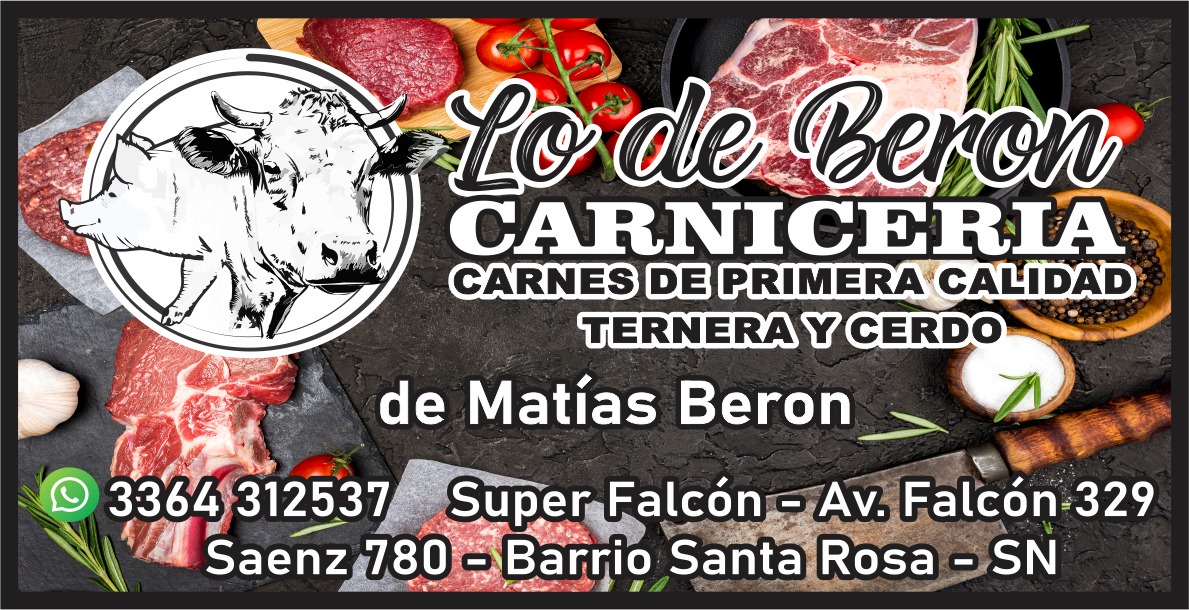 Lo de Beron
CARNICERIA
CARNES DE PRIMERA CALIDAD
TERNERA Y CERDO
de Matías Beron
3364 312537 Super Falcón - Av. Falcón 329
Saenz 780 - Barrio Santa Rosa - SN